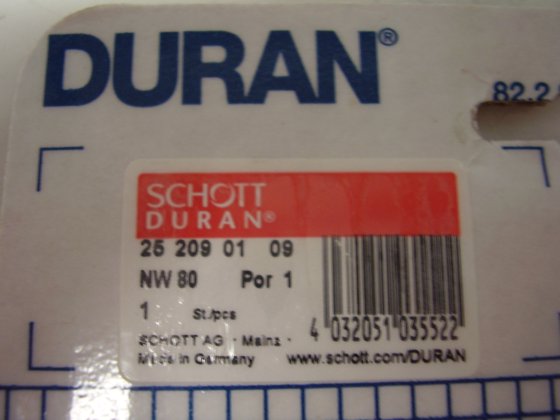 DURAN®
82.2
SCHOTT
DURAN®
25 209 01 09
NW 80 Por 1
1 St./pcs
4 032051 035522
SCHOTT AG · Mainz ·
Made in Germany www.schott.com/DURAN